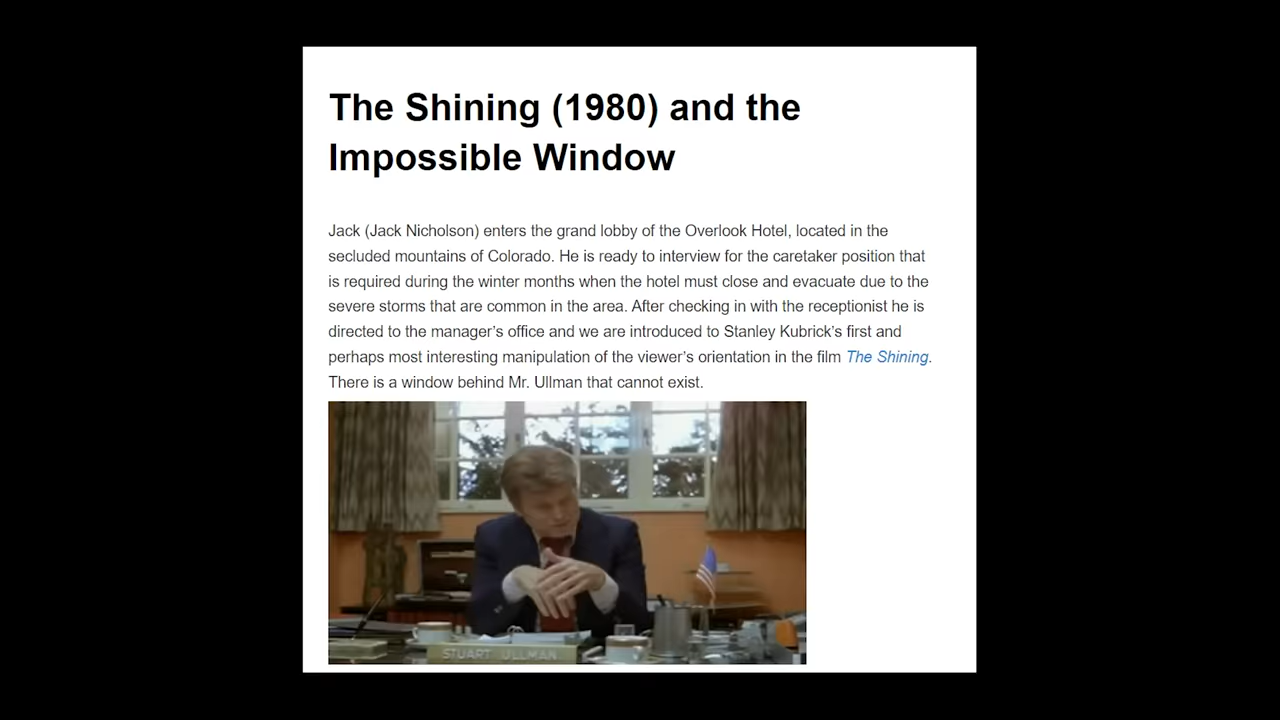 The Shining (1980) and the
Impossible Window
Jack (Jack Nicholson) enters the grand lobby of the Overlook Hotel, located in the
secluded mountains of Colorado. He is ready to interview for the caretaker position that
is required during the winter months when the hotel must close and evacuate due to the
severe storms that are common in the area. After checking in with the receptionist he is
directed to the manager’s office and we are introduced to Stanley Kubrick’s first and
perhaps most interesting manipulation of the viewer’s orientation in the film The Shining.
There is a window behind Mr. Ullman that cannot exist.
STUART ULLMAN